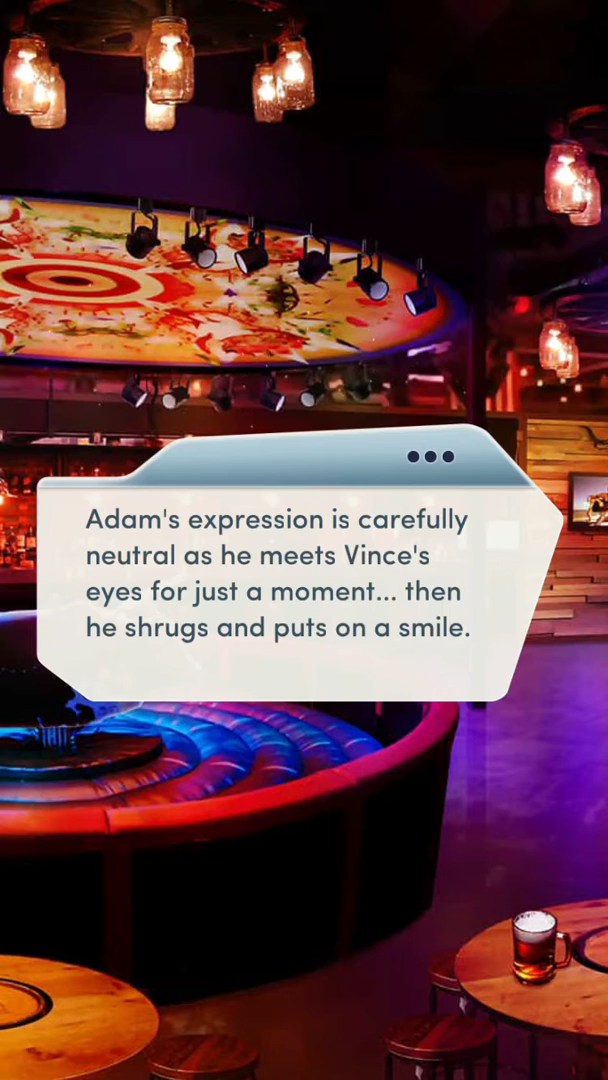 Adam's expression is carefully
neutral as he meets Vince's
eyes for just a moment... then
he shrugs and puts on a smile.